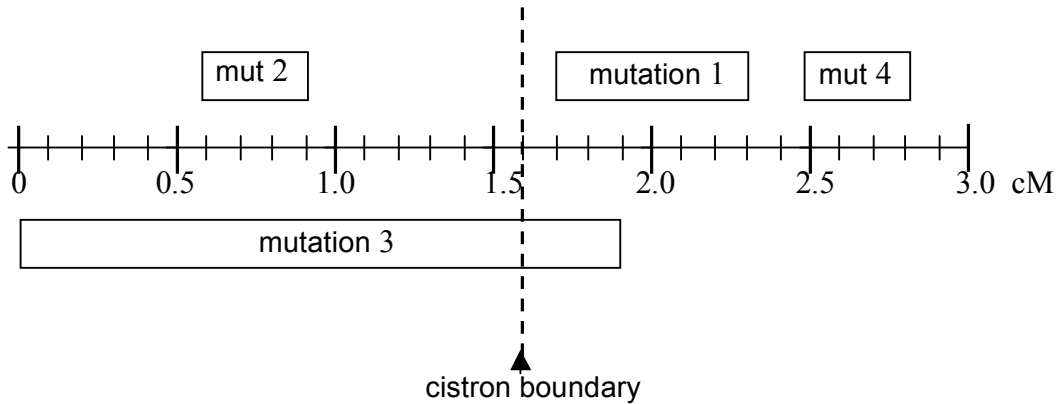 mut 2
mutation 1
mut 4
0 0.5 1.0 1.5 2.0 2.5 3.0 cM
mutation 3
cistron boundary